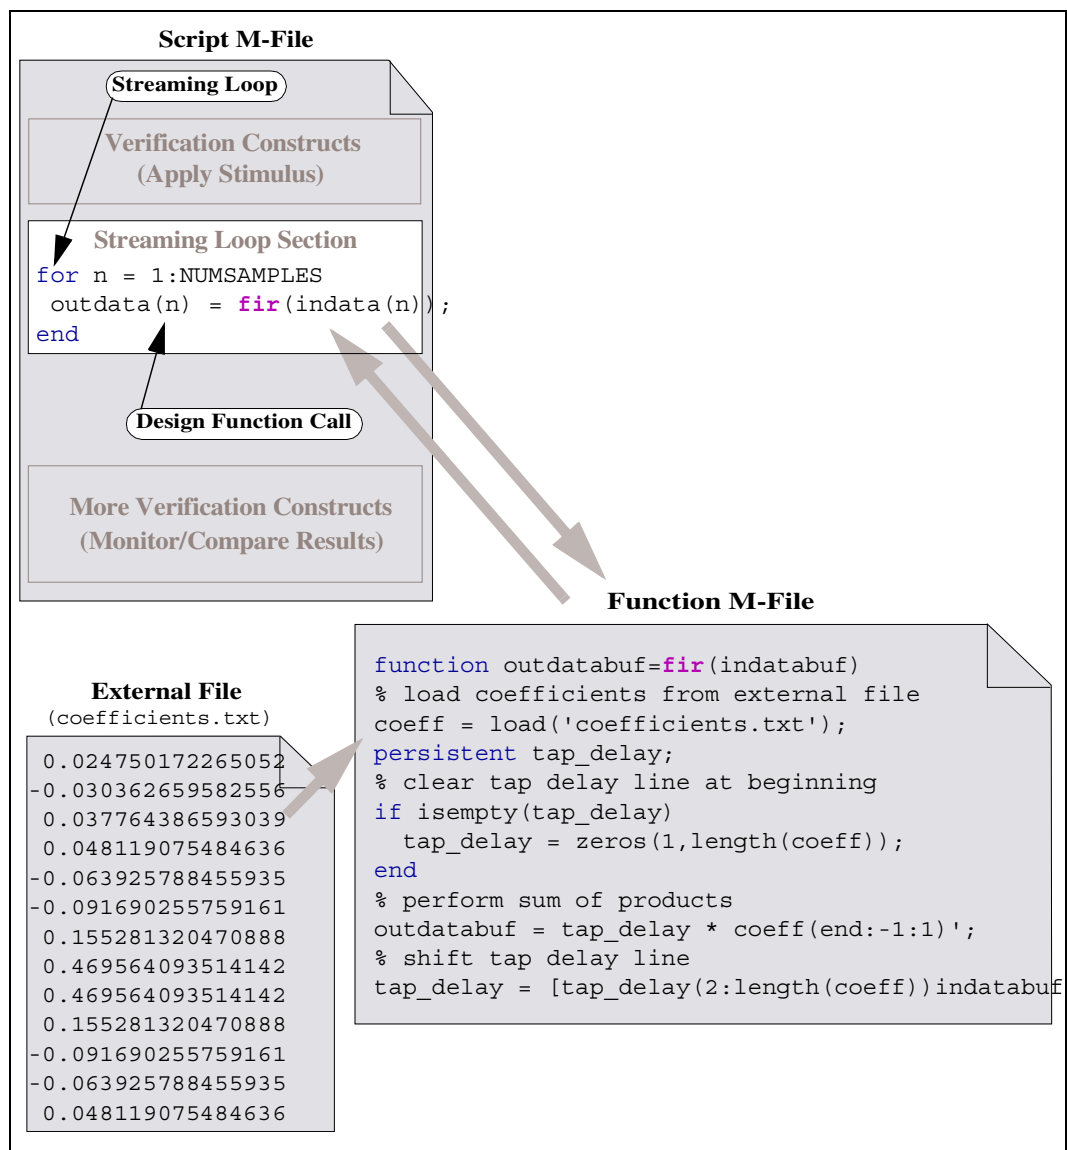 Script M-File
Streaming Loop
Verification Constructs
(Apply Stimulus)
Streaming Loop Section
for n = 1:NUMSAMPLES
outdata(n) = fir(indata(n));
end
Design Function Call
More Verification Constructs
(Monitor/Compare Results)
Function M-File
function outdatabuf=fir(indatabuf)
% load coefficients from external file
coeff = load('coefficients.txt');
persistent tap_delay;
% clear tap delay line at beginning
if isempty(tap_delay)
tap_delay = zeros(1,length(coeff));
end
% perform sum of products
outdatabuf = tap_delay * coeff(end:-1:1)';
% shift tap delay line
tap_delay = [tap_delay(2:length(coeff))indatabuf
External File
(coefficients.txt)
0.024750172265052
-0.030362659582556
0.037764386593039
0.048119075484636
-0.063925788455935
-0.091690255759161
0.155281320470888
0.469564093514142
0.469564093514142
0.155281320470888
-0.091690255759161
-0.063925788455935
0.048119075484636